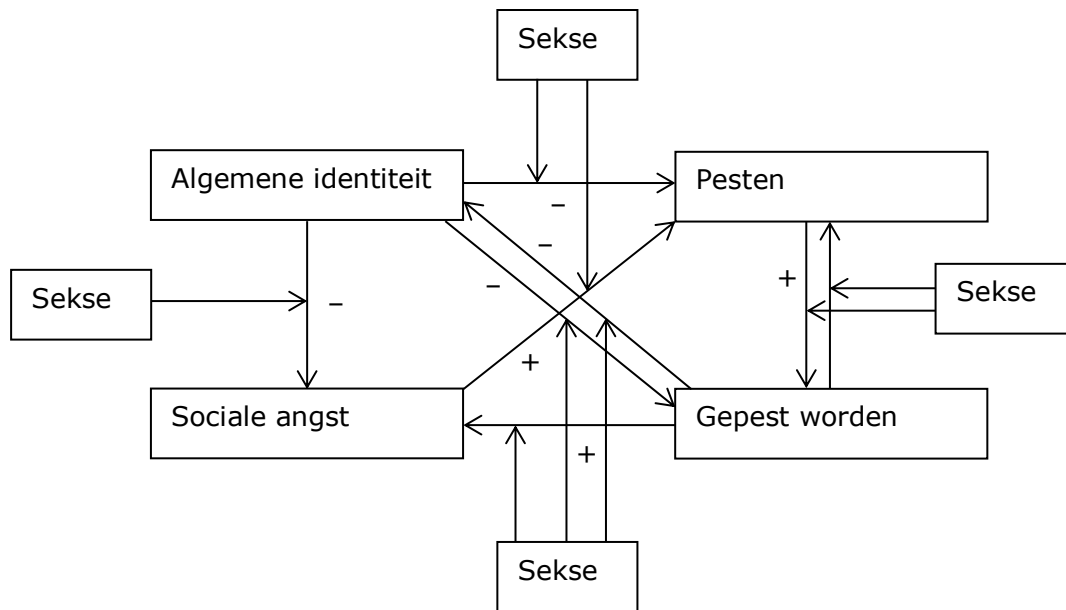 Sekse
Algemene identiteit
Pesten
–
–
–
+
Sekse
–
Sekse
+
Sociale angst
Gepest worden
+
Sekse